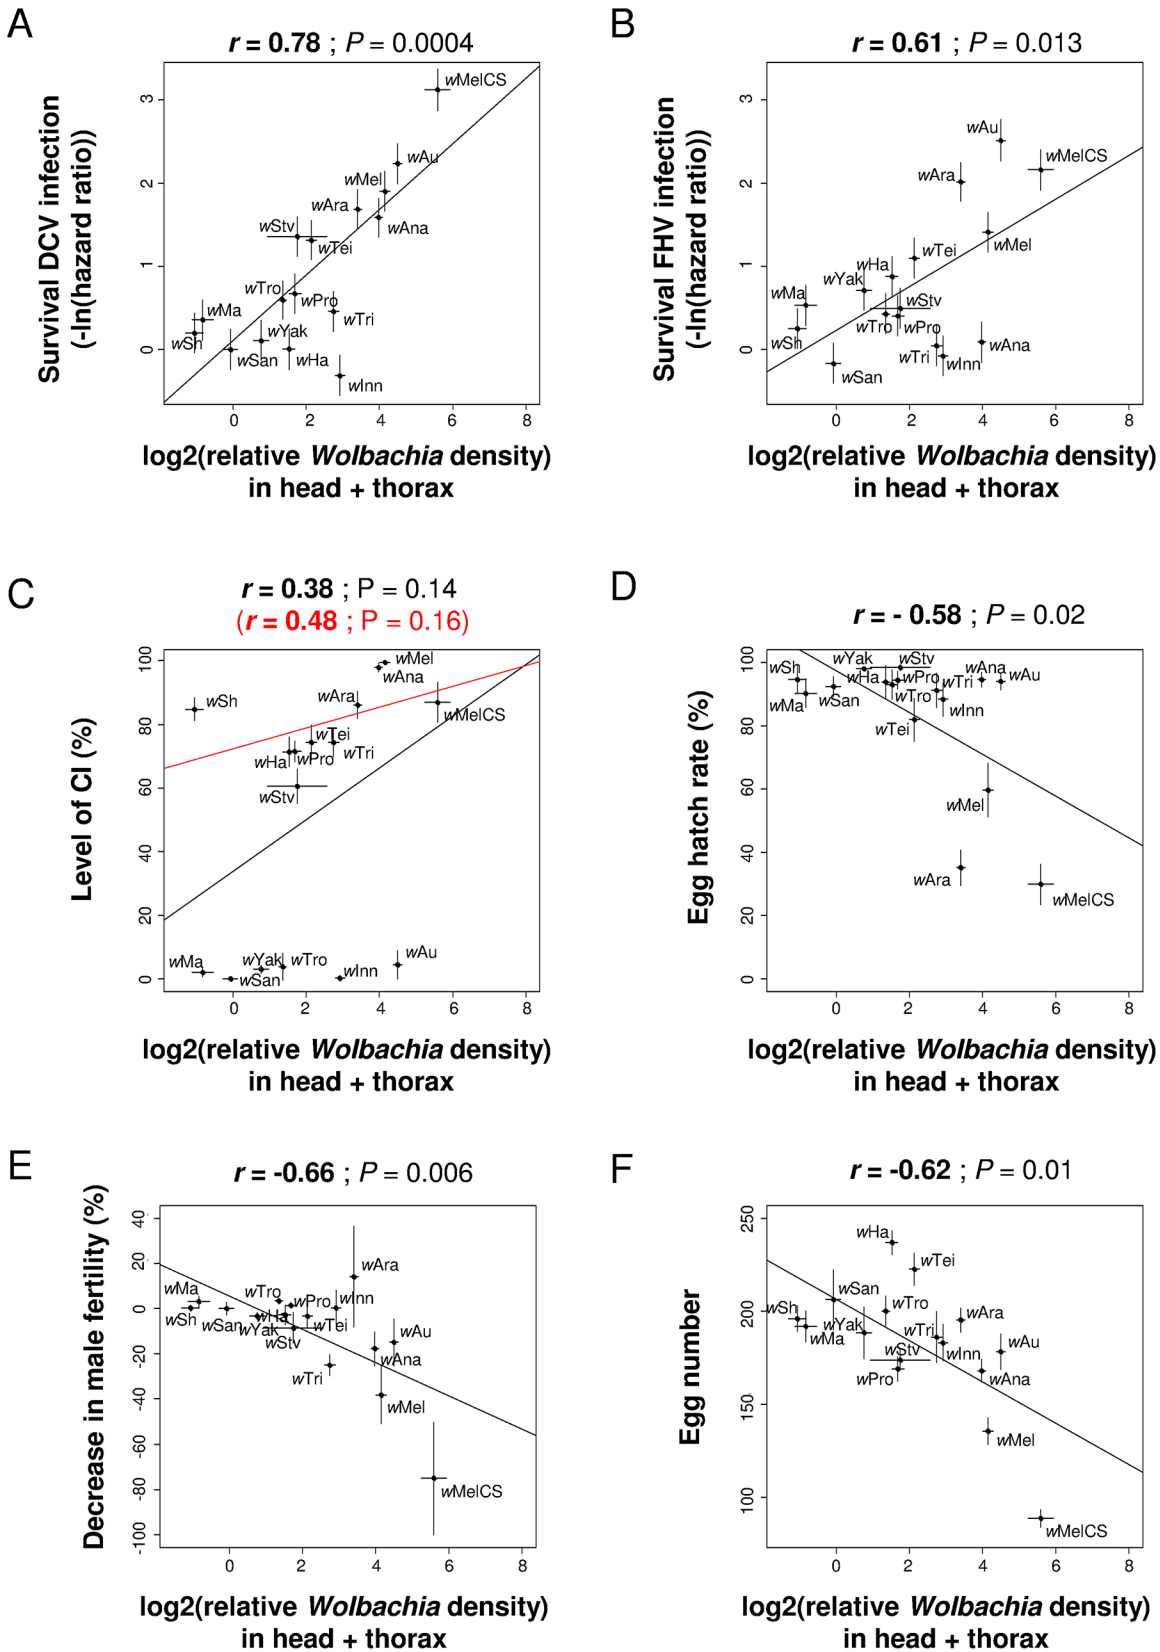 A
r = 0.78 ; P = 0.0004
Survival DCV infection
(-ln(hazard ratio))
3
2
1
0
wMelCS
wAu
wMel
wAra
wAna
wStv
wTei
wTro
wPro
wTri
wMa
wSh
wYak
wSan
wHa
wInn
0 2 4 6 8
log2(relative Wolbachia density)
in head + thorax
B
r = 0.61 ; P = 0.013
Survival FHV infection
(-ln(hazard ratio))
3
2
1
0
wAu
wMelCS
wAra
wMel
wTei
wHa
wYak
wMa
wStv
wTro
wPro
wSh
wTri
wInn
wAna
wSan
0 2 4 6 8
log2(relative Wolbachia density)
in head + thorax
C
r = 0.38 ; P = 0.14
(r = 0.48 ; P = 0.16)
Level of CI (%)
100
80
60
40
20
0
wMel
wAna
wSh
wAra
wMelCS
wTei
wHa
wPro
wTri
wStv
wMa
wYak
wTro
wSan
wInn
wAu
0 2 4 6 8
log2(relative Wolbachia density)
in head + thorax
D
r = - 0.58 ; P = 0.02
Egg hatch rate (%)
100
80
60
40
20
0
wSh
wYak
wStv
wHa
wPro
wTri
wAna
wAu
wMa
wSan
wTro
wInn
wTei
wMel
wAra
wMelCS
0 2 4 6 8
log2(relative Wolbachia density)
in head + thorax
E
r = -0.66 ; P = 0.006
Decrease in male fertility (%)
40
20
0
-20
-40
-60
-80
-100
wAra
wMa
wTro
wPro
wInn
wSh
wSan
wHa
wYak
wTei
wStv
wAu
wAna
wTri
wMel
wMelCS
0 2 4 6 8
log2(relative Wolbachia density)
in head + thorax
F
r = -0.62 ; P = 0.01
Egg number
250
200
150
100
wHa
wTei
wSan
wSh
wTro
wAra
wMa
wYak
wTri
wInn
wAu
wStv
wPro
wAna
wMel
wMelCS
0 2 4 6 8
log2(relative Wolbachia density)
in head + thorax